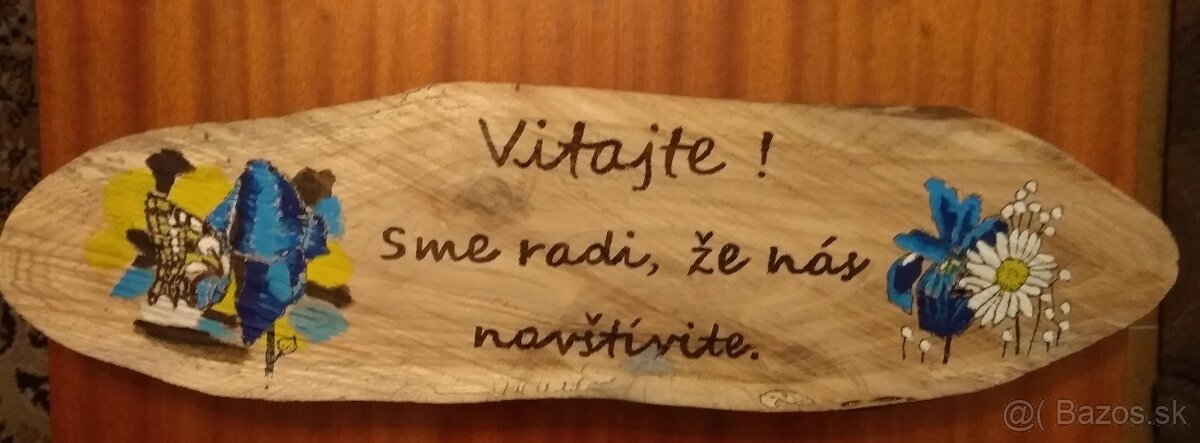 Vitajte !
Sme radi, že nás
navštívite.
@( Bazos.sk